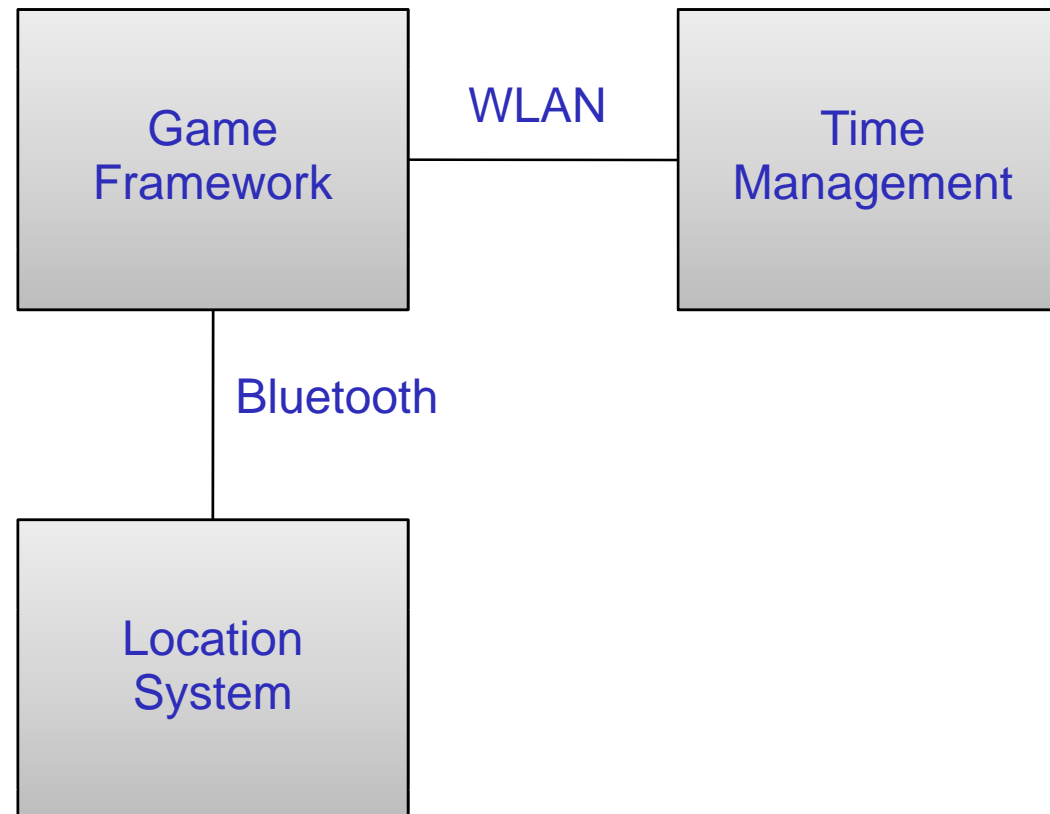 Game
Framework
WLAN
Time
Management
Bluetooth
Location
System